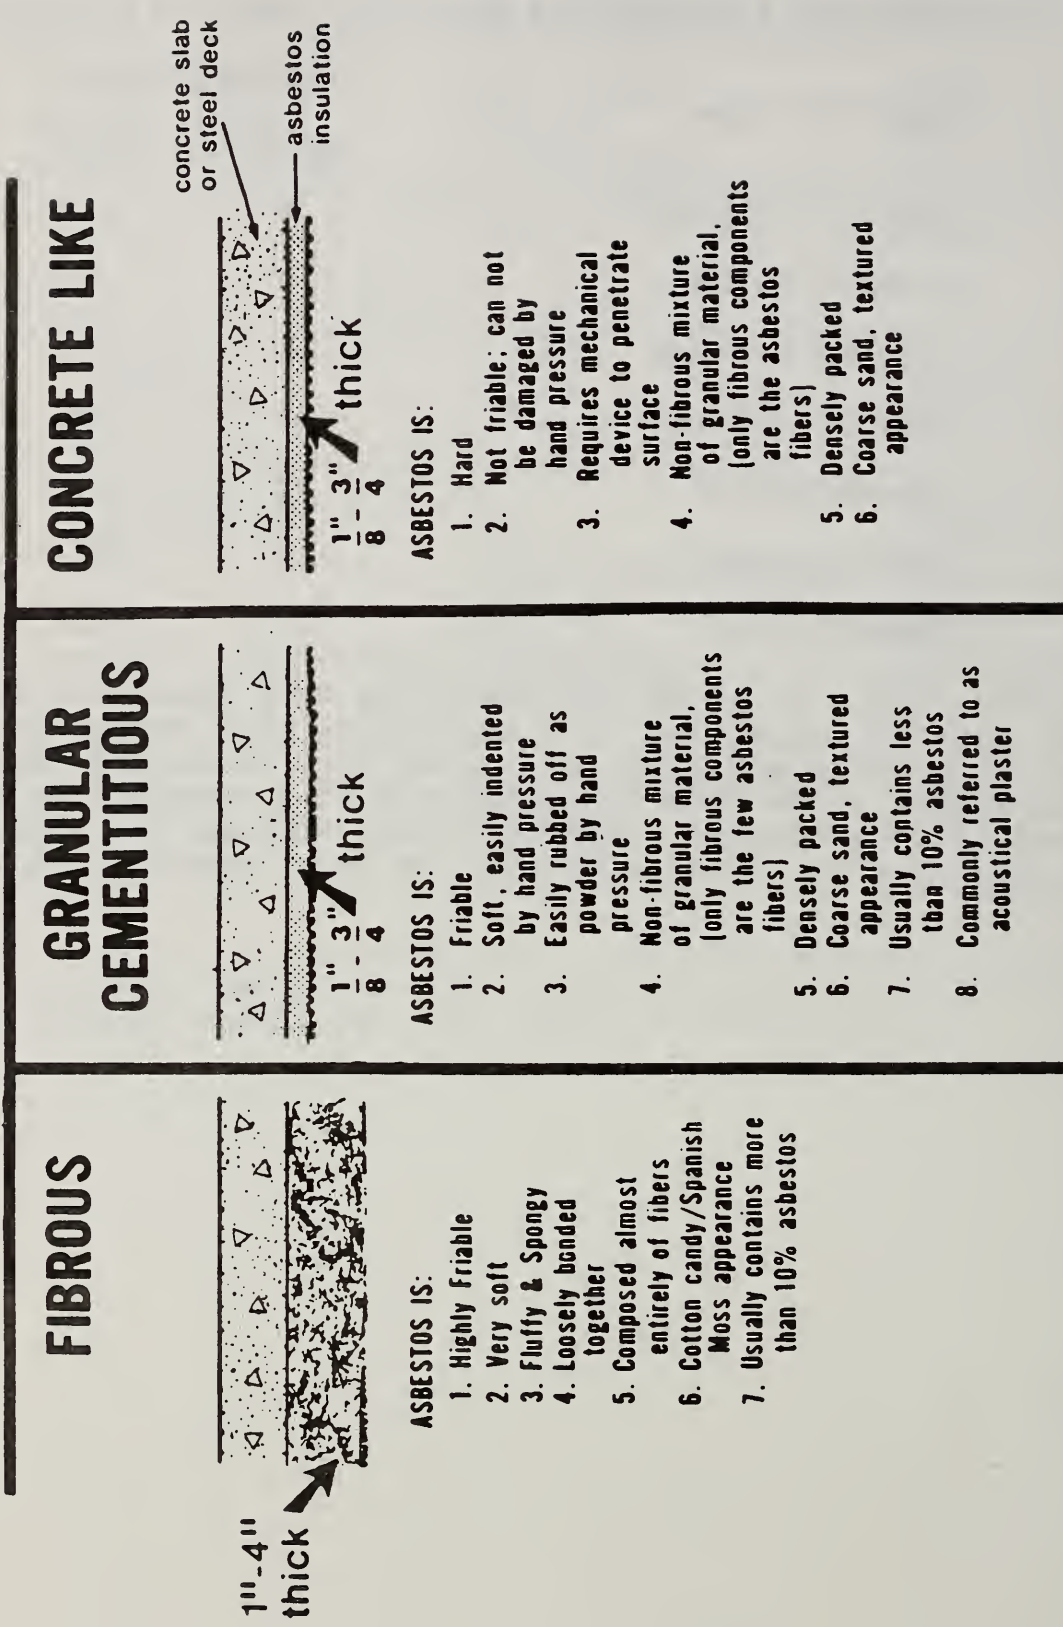 FIBROUS
1"-4"
thick
ASBESTOS IS:
1. Highly Friable
2. Very soft
3. Fluffy & Spongy
4. Loosely bonded
together
5. Composed almost
entirely of fibers
6. Cotton candy/Spanish
Moss appearance
7. Usually contains more
than 10% asbestos
GRANULAR
CEMENTITIOUS
1/8" - 3/4" thick
ASBESTOS IS:
1. Friable
2. Soft, easily indented
by hand pressure
3. Easily rubbed off as
powder by hand
pressure
4. Non-fibrous mixture
of granular material,
(only fibrous components
are the few asbestos
fibers)
5. Densely packed
6. Coarse sand, textured
appearance
7. Usually contains less
than 10% asbestos
8. Commonly referred to as
acoustical plaster
CONCRETE LIKE
concrete slab
or steel deck
asbestos
insulation
1/8" - 3/4" thick
ASBESTOS IS:
1. Hard
2. Not friable; can not
be damaged by
hand pressure
3. Requires mechanical
device to penetrate
surface
4. Non-fibrous mixture
of granular material,
(only fibrous components
are the asbestos
fibers)
5. Densely packed
6. Coarse sand, textured
appearance